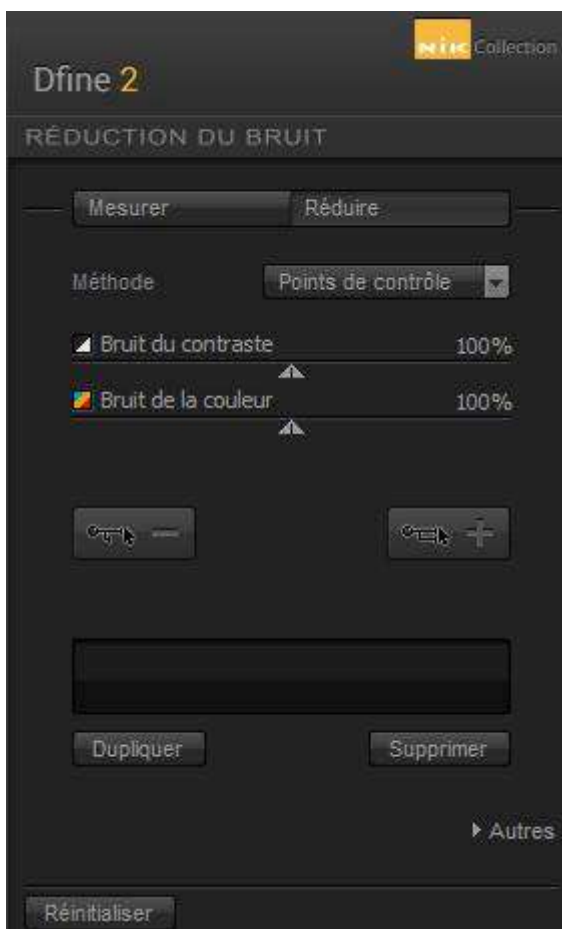 Nik Collection
Dfine 2
RÉDUCTION DU BRUIT
Mesurer Réduire
Méthode Points de contrôle
Bruit du contraste 100%
Bruit de la couleur 100%
Dupliquer Supprimer
Autres
Réinitialiser